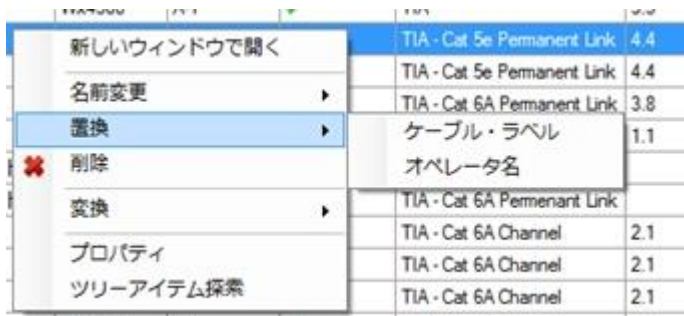 新しいウィンドウで開く
名前変更
置換
削除
変換
プロパティ
ツリーアイテム探索
ケーブル・ラベル
オペレータ名
TIA - Cat 5e Permanent Link 4.4
TIA - Cat 5e Permanent Link 4.4
TIA - Cat 6A Permanent Link 3.8
1.1
TIA - Cat 6A Permenant Link
TIA - Cat 6A Channel 2.1
TIA - Cat 6A Channel 2.1
TIA - Cat 6A Channel 2.1